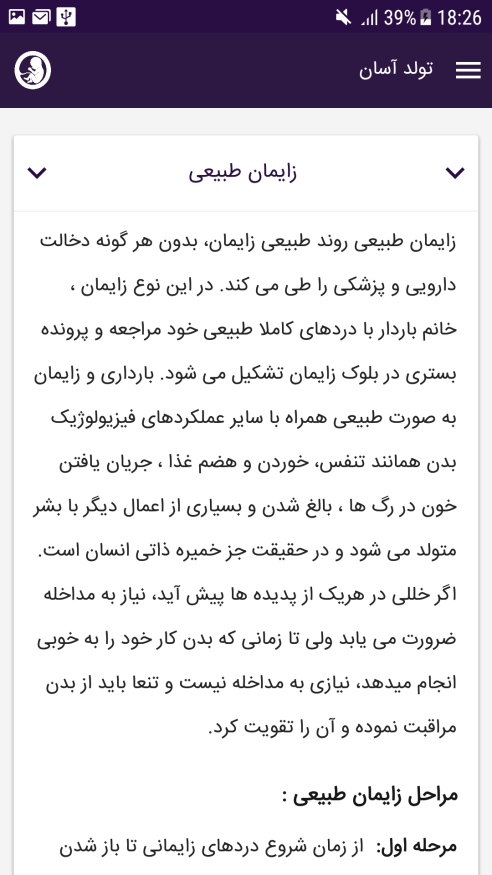 39% 18:26
تولد آسان
زایمان طبیعی
زایمان طبیعی روند طبیعی زایمان، بدون هر گونه دخالت
دارویی و پزشکی را طی می کند. در این نوع زایمان ،
خانم باردار با دردهای کاملا طبیعی خود مراجعه و پرونده
بستری در بلوک زایمان تشکیل می شود. بارداری و زایمان
به صورت طبیعی همراه با سایر عملکردهای فیزیولوژیک
بدن همانند تنفس، خوردن و هضم غذا ، جریان یافتن
خون در رگ ها ، بالغ شدن و بسیاری از اعمال دیگر با بشر
متولد می شود و در حقیقت جز خمیره ذاتی انسان است.
اگر خللی در هریک از پدیده ها پیش آید، نیاز به مداخله
ضرورت می یابد ولی تا زمانی که بدن کار خود را به خوبی
انجام میدهد، نیازی به مداخله نیست و تنعا باید از بدن
مراقبت نموده و آن را تقویت کرد.
مراحل زایمان طبیعی :
مرحله اول: از زمان شروع دردهای زایمانی تا باز شدن